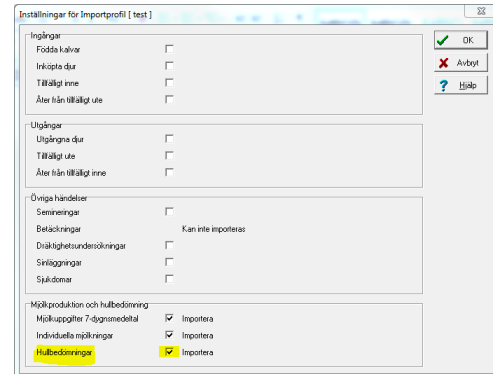 Inställningar för Importprofil [ test ]
OK
Avbryt
Hjälp
Ingångar
Födda kalvar
Inköpta djur
Tillfälligt inne
Åter från tillfälligt ute
Utgångar
Utgångna djur
Tillfälligt ute
Åter från tillfälligt inne
Övriga händelser
Semineringar
Betäckningar Kan inte importeras
Dräktighetsundersökningar
Sinläggningar
Sjukdomar
Mjölkproduktion och hullbedömning
Mjölkuppgifter 7-dygnsmedeltal Importera
Individuella mjölkningar Importera
Hullbedömningar Importera